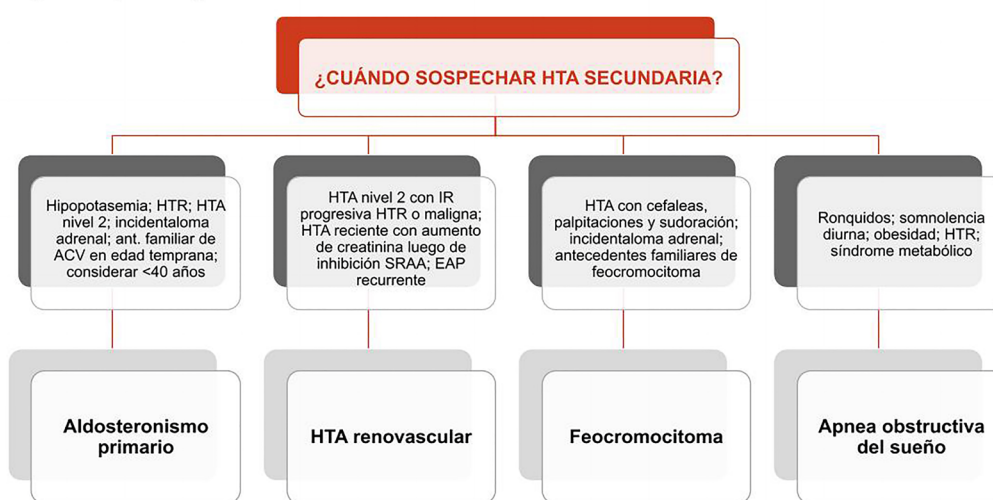 ¿CUÁNDO SOSPECHAR HTA SECUNDARIA?
Hipopotasemia; HTR; HTA
nivel 2; incidentaloma
adrenal; ant. familiar de
ACV en edad temprana;
considerar <40 años
HTA nivel 2 con IR
progresiva HTR o maligna;
HTA reciente con aumento
de creatinina luego de
inhibición SRAA; EAP
recurrente
HTA con cefaleas,
palpitaciones y sudoración;
incidentaloma adrenal;
antecedentes familiares de
feocromocitoma
Ronquidos; somnolencia
diurna; obesidad; HTR;
síndrome metabólico
Aldosteronismo
primario
HTA renovascular
Feocromocitoma
Apnea obstructiva
del sueño